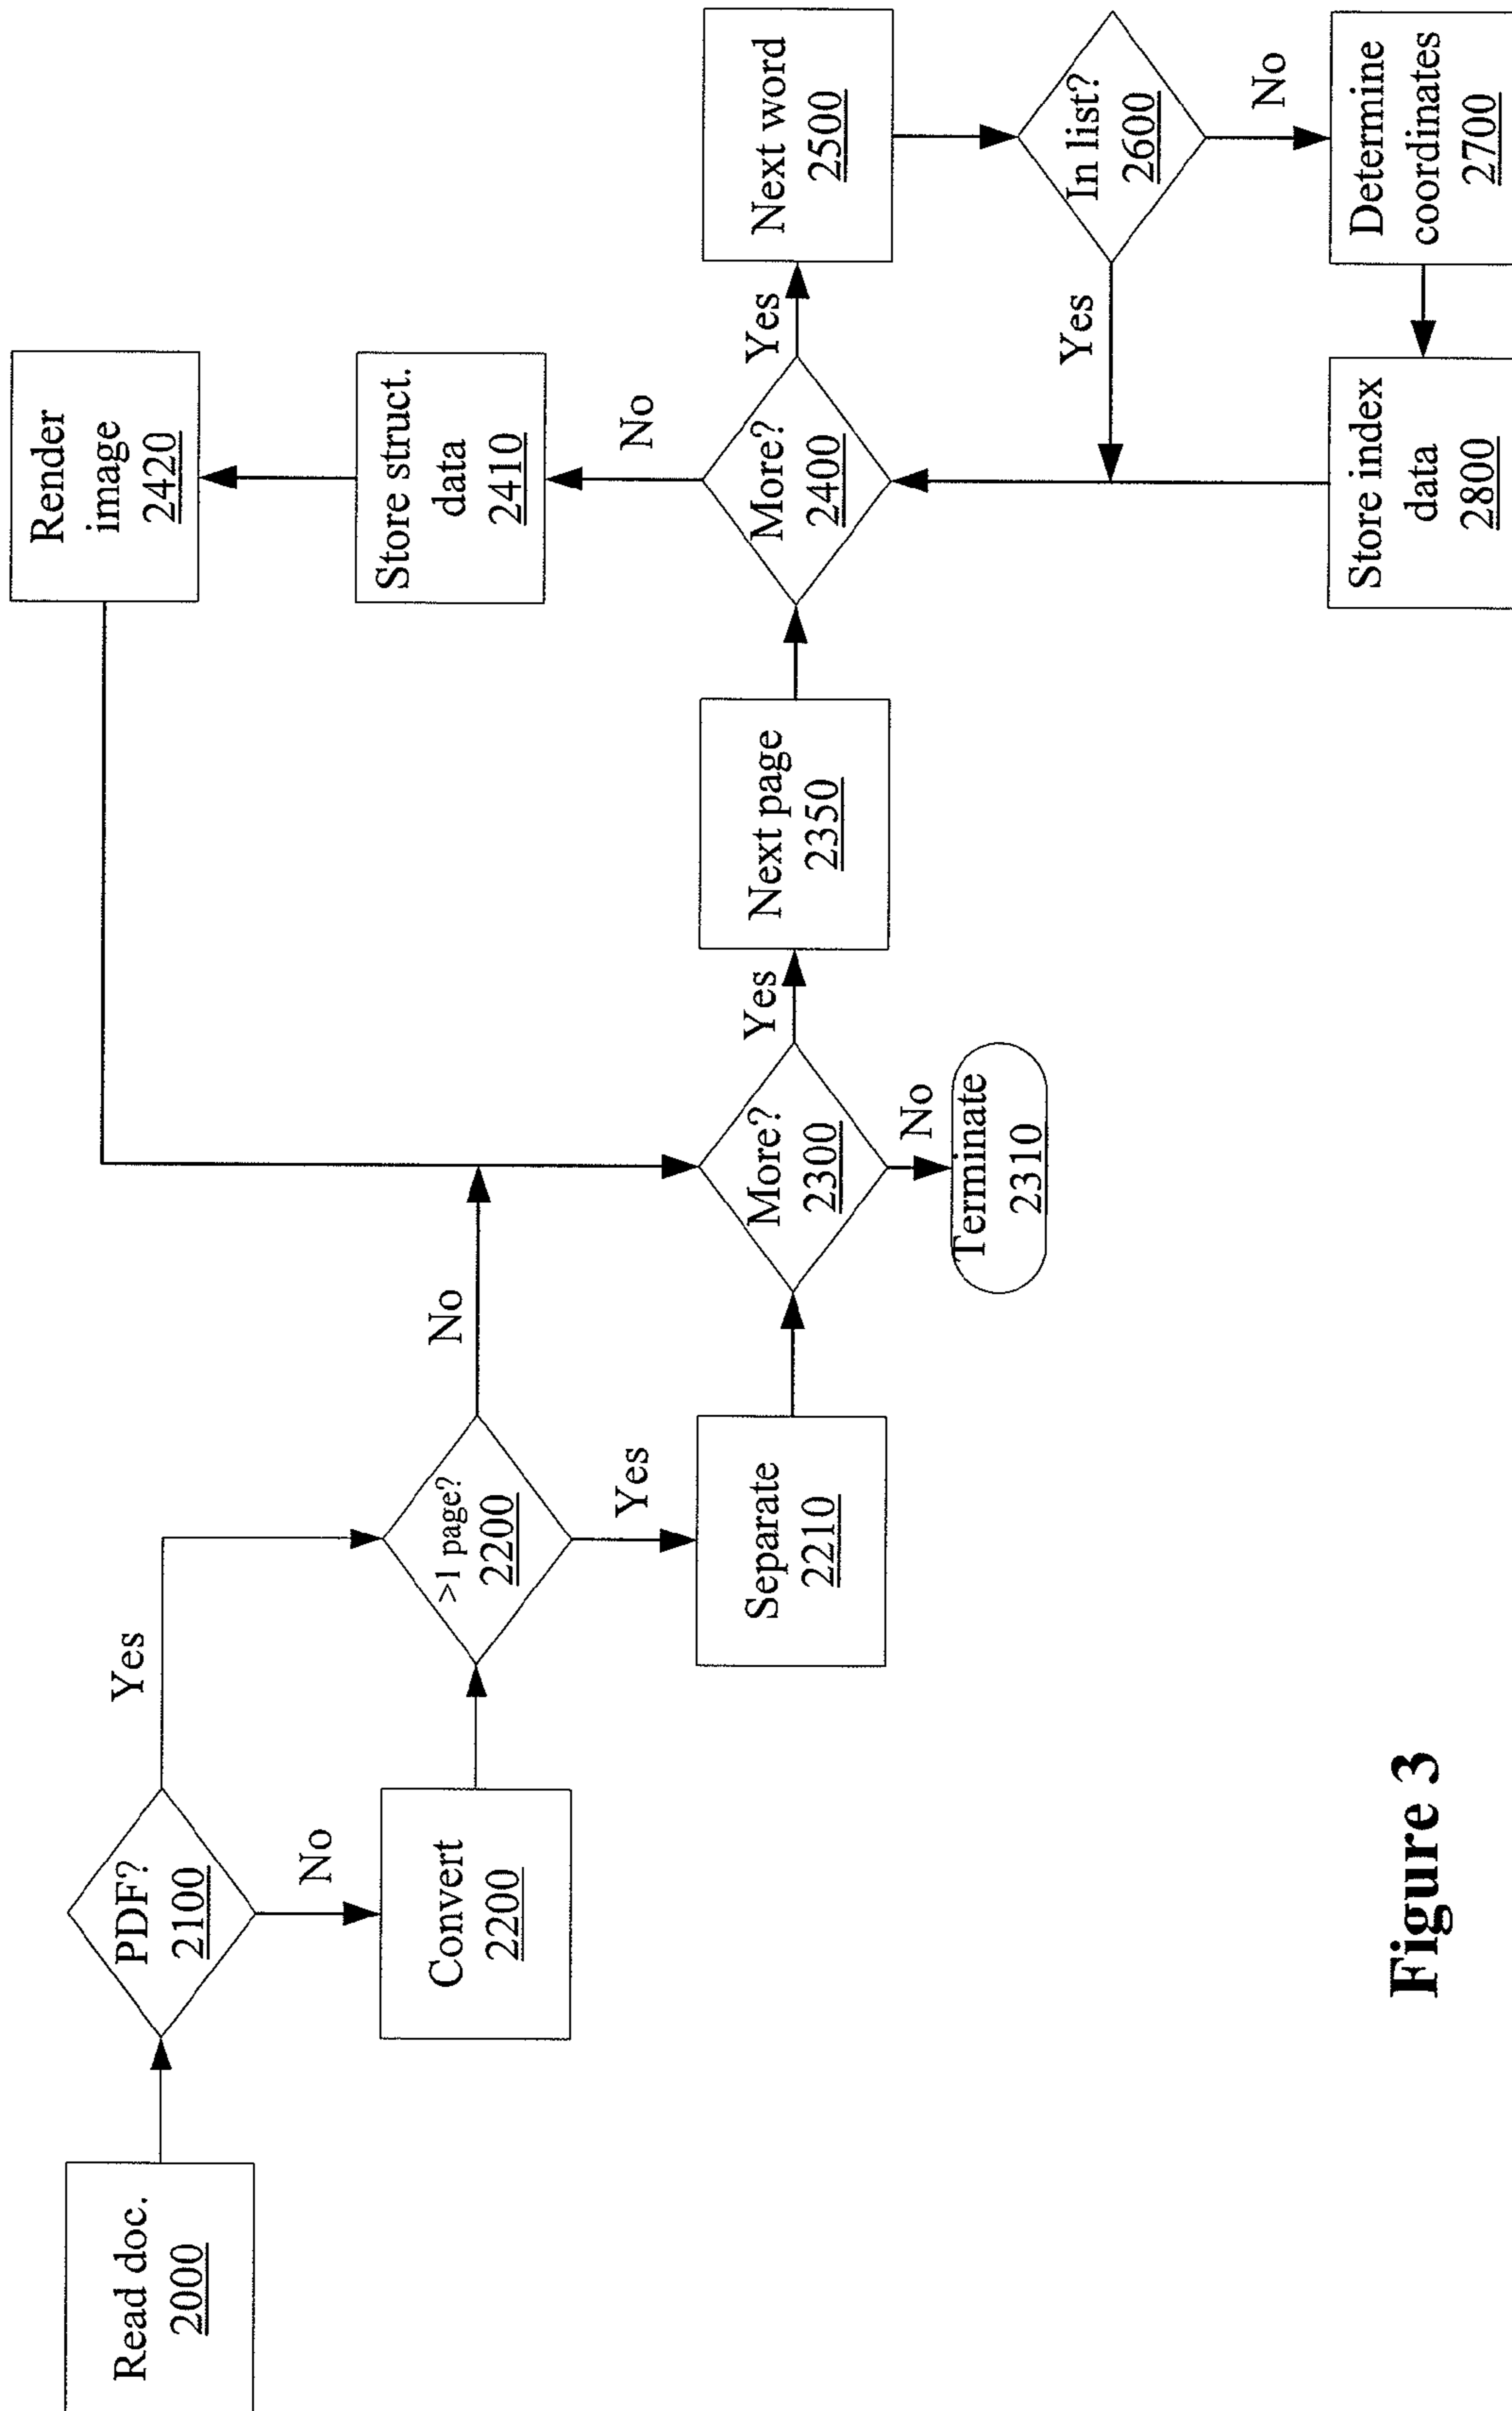 Read doc.
2000
PDF?
2100
Yes
No
Convert
2200
>1 page?
2200
No
Yes
Separate
2210
More?
2300
No
Terminate
2310
Yes
Next page
2350
More?
2400
No
Store struct.
data
2410
Render
image
2420
Yes
Next word
2500
In list?
2600
Yes
No
Determine
coordinates
2700
Store index
data
2800
Figure 3